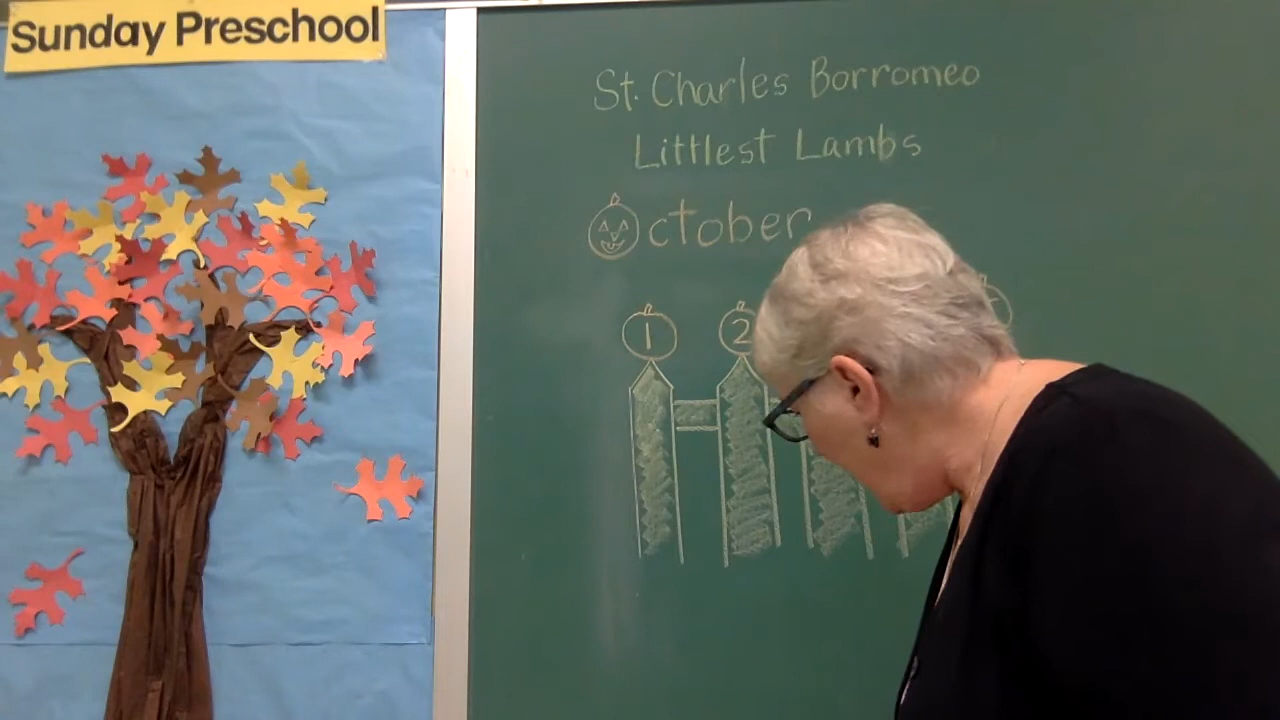 Sunday Preschool
St. Charles Borromeo
Littlest Lambs
October
1 2